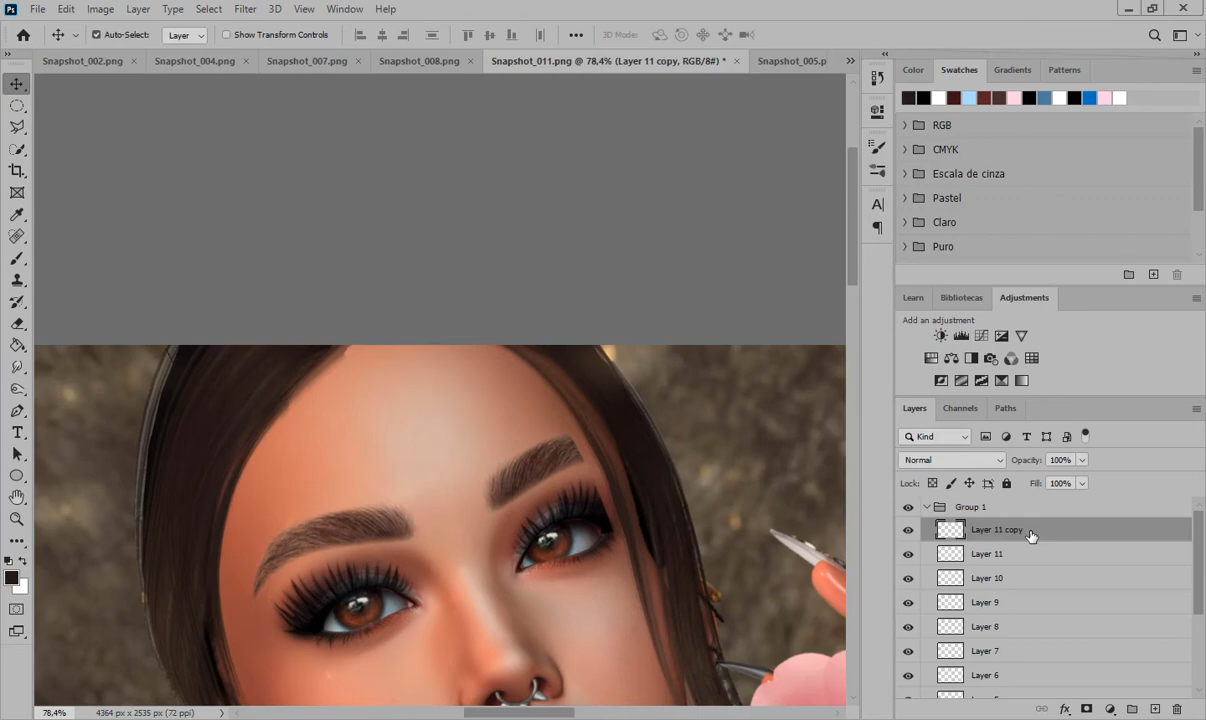 Ps File Edit Image Layer Type Select Filter 3D View Window Help
Auto-Select: Layer Show Transform Controls 3D Mode:
Snapshot_002.png × Snapshot_004.png × Snapshot_007.png × Snapshot_008.png × Snapshot_011.png @ 78,4% (Layer 11 copy, RGB/8#) * × Snapshot_005.p
Color Swatches Gradients Patterns
RGB
CMYK
Escala de cinza
Pastel
Claro
Puro
Learn Bibliotecas Adjustments
Add an adjustment
Layers Channels Paths
Kind
Normal Opacity: 100%
Lock: Fill: 100%
Group 1
Layer 11 copy
Layer 11
Layer 10
Layer 9
Layer 8
Layer 7
Layer 6
78,4% 4364 px x 2535 px (72 ppi)